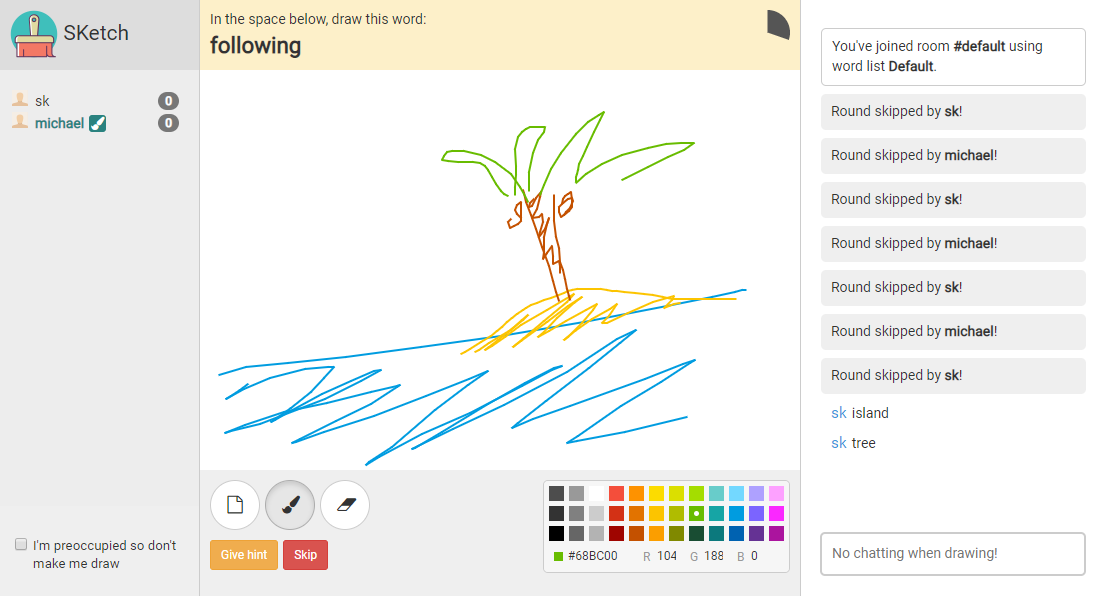 SKetch
sk 0
michael 0
I'm preoccupied so don't
make me draw
In the space below, draw this word:
following
Give hint
Skip
#68BC00 R 104 G 188 B 0
You've joined room #default using
word list Default.
Round skipped by sk!
Round skipped by michael!
Round skipped by sk!
Round skipped by michael!
Round skipped by sk!
Round skipped by michael!
Round skipped by sk!
sk island
sk tree
No chatting when drawing!